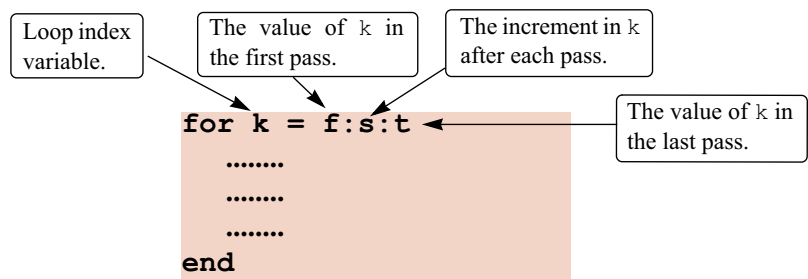 Loop index
variable.
The value of k in
the first pass.
The increment in k
after each pass.
The value of k in
the last pass.
for k = f:s:t
........
........
........
end